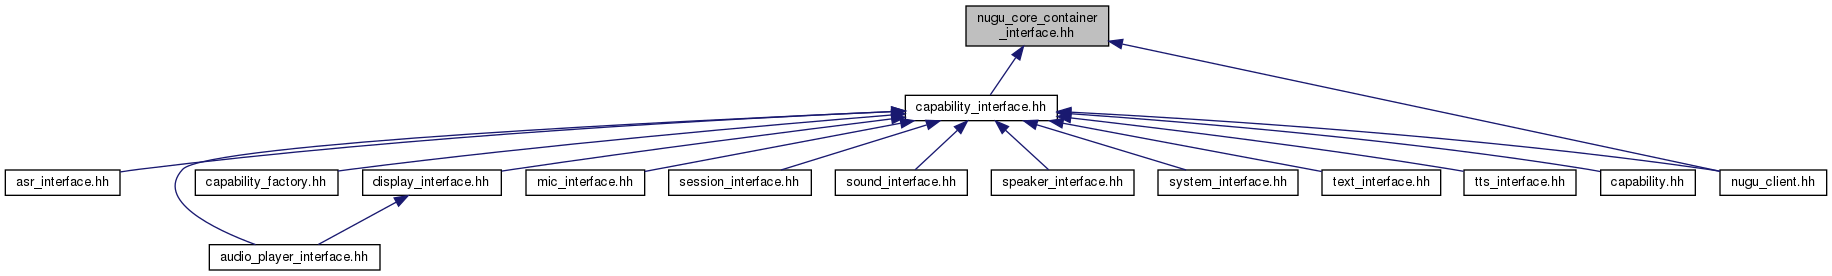 nugu_core_container
_interface.hh
capability_interface.hh
asr_interface.hh
capability_factory.hh
display_interface.hh
mic_interface.hh
session_interface.hh
sound_interface.hh
speaker_interface.hh
system_interface.hh
text_interface.hh
tts_interface.hh
capability.hh
nugu_client.hh
audio_player_interface.hh